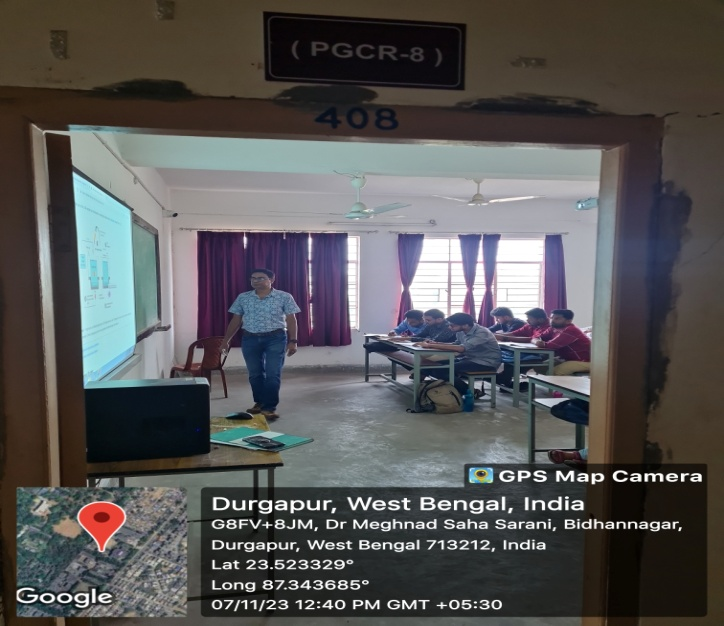 ( PGCR-8 )
408
GPS Map Camera
Durgapur, West Bengal, India
G8FV+8JM, Dr Meghnad Saha Sarani, Bidhannagar,
Durgapur, West Bengal 713212, India
Lat 23.523329°
Long 87.343685°
07/11/23 12:40 PM GMT +05:30
Google